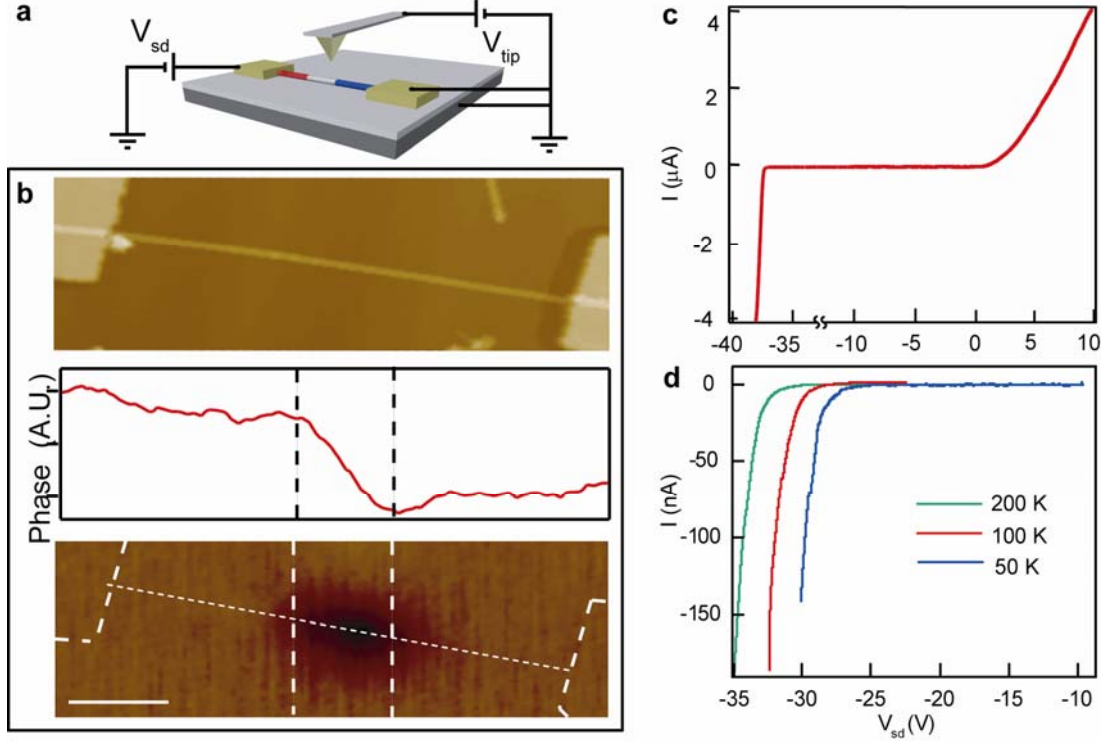 a
V_sd
V_tip
b
Phase (A.U.)
c
I (μA)
4
2
0
-2
-4
-40 -35 -10 -5 0 5 10
d
I (nA)
0
-50
-100
-150
200 K
100 K
50 K
-35 -30 -25 -20 -15 -10
V_sd (V)